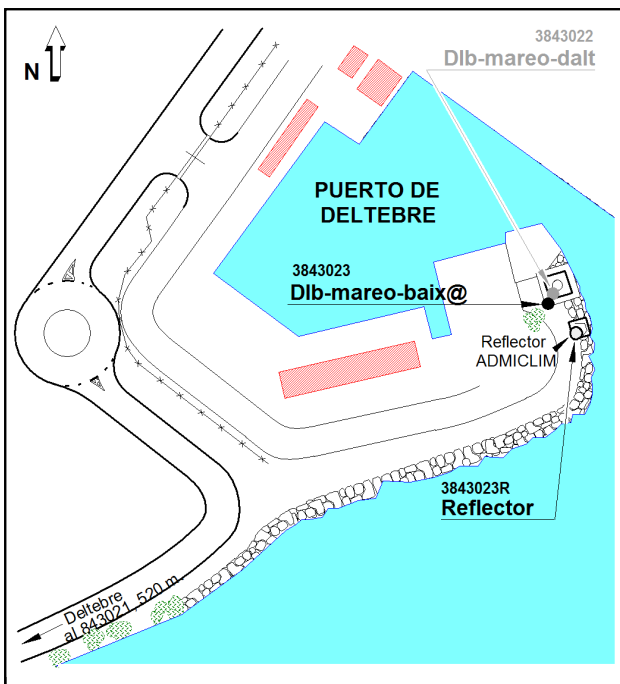 3843022
Dlb-mareo-dalt
N
PUERTO DE
DELTEBRE
3843023
Dlb-mareo-baix@
Reflector
ADMICLIM
3843023R
Reflector
Deltebre
al 843021, 520 m.